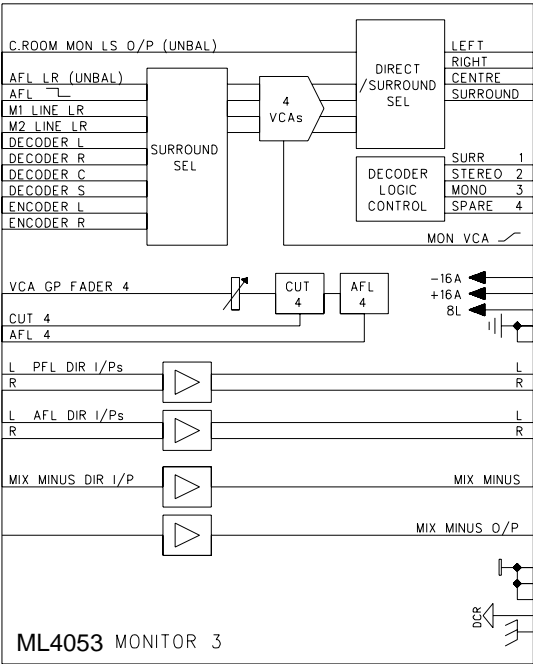 C.ROOM MON LS O/P (UNBAL)
AFL LR (UNBAL)
AFL
M1 LINE LR
M2 LINE LR
DECODER L
DECODER R
DECODER C
DECODER S
ENCODER L
ENCODER R
SURROUND
SEL
4
VCAs
DIRECT
/SURROUND
SEL
LEFT
RIGHT
CENTRE
SURROUND
DECODER
LOGIC
CONTROL
SURR 1
STEREO 2
MONO 3
SPARE 4
MON VCA
VCA GP FADER 4
CUT
4
AFL
4
CUT 4
AFL 4
-16A
+16A
8L
L PFL DIR I/Ps L
R R
L AFL DIR I/Ps L
R R
MIX MINUS DIR I/P MIX MINUS
MIX MINUS O/P
DCR
ML4053 MONITOR 3